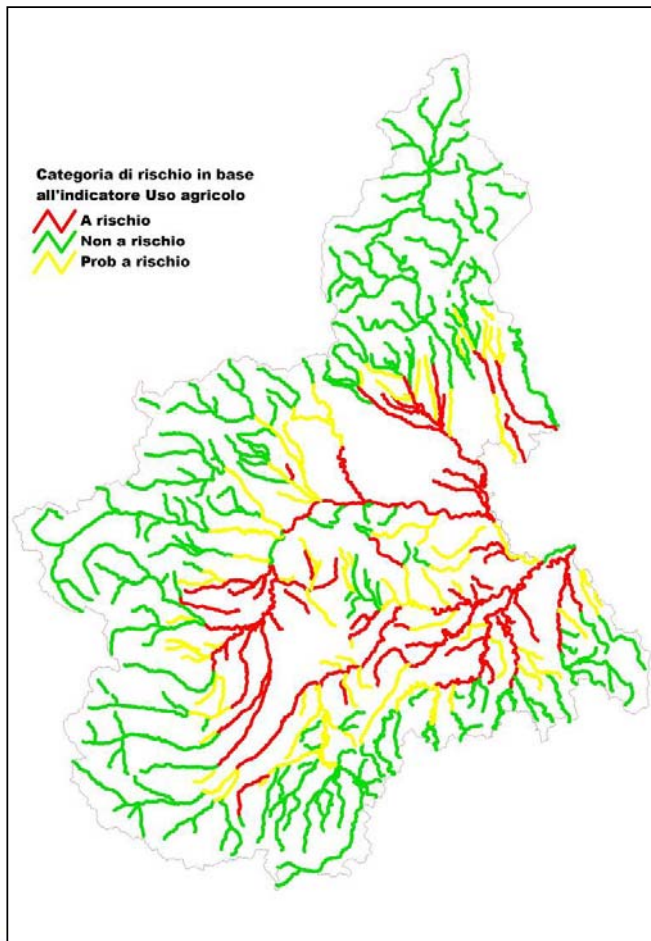 Categoria di rischio in base
all'indicatore Uso agricolo
A rischio
Non a rischio
Prob a rischio